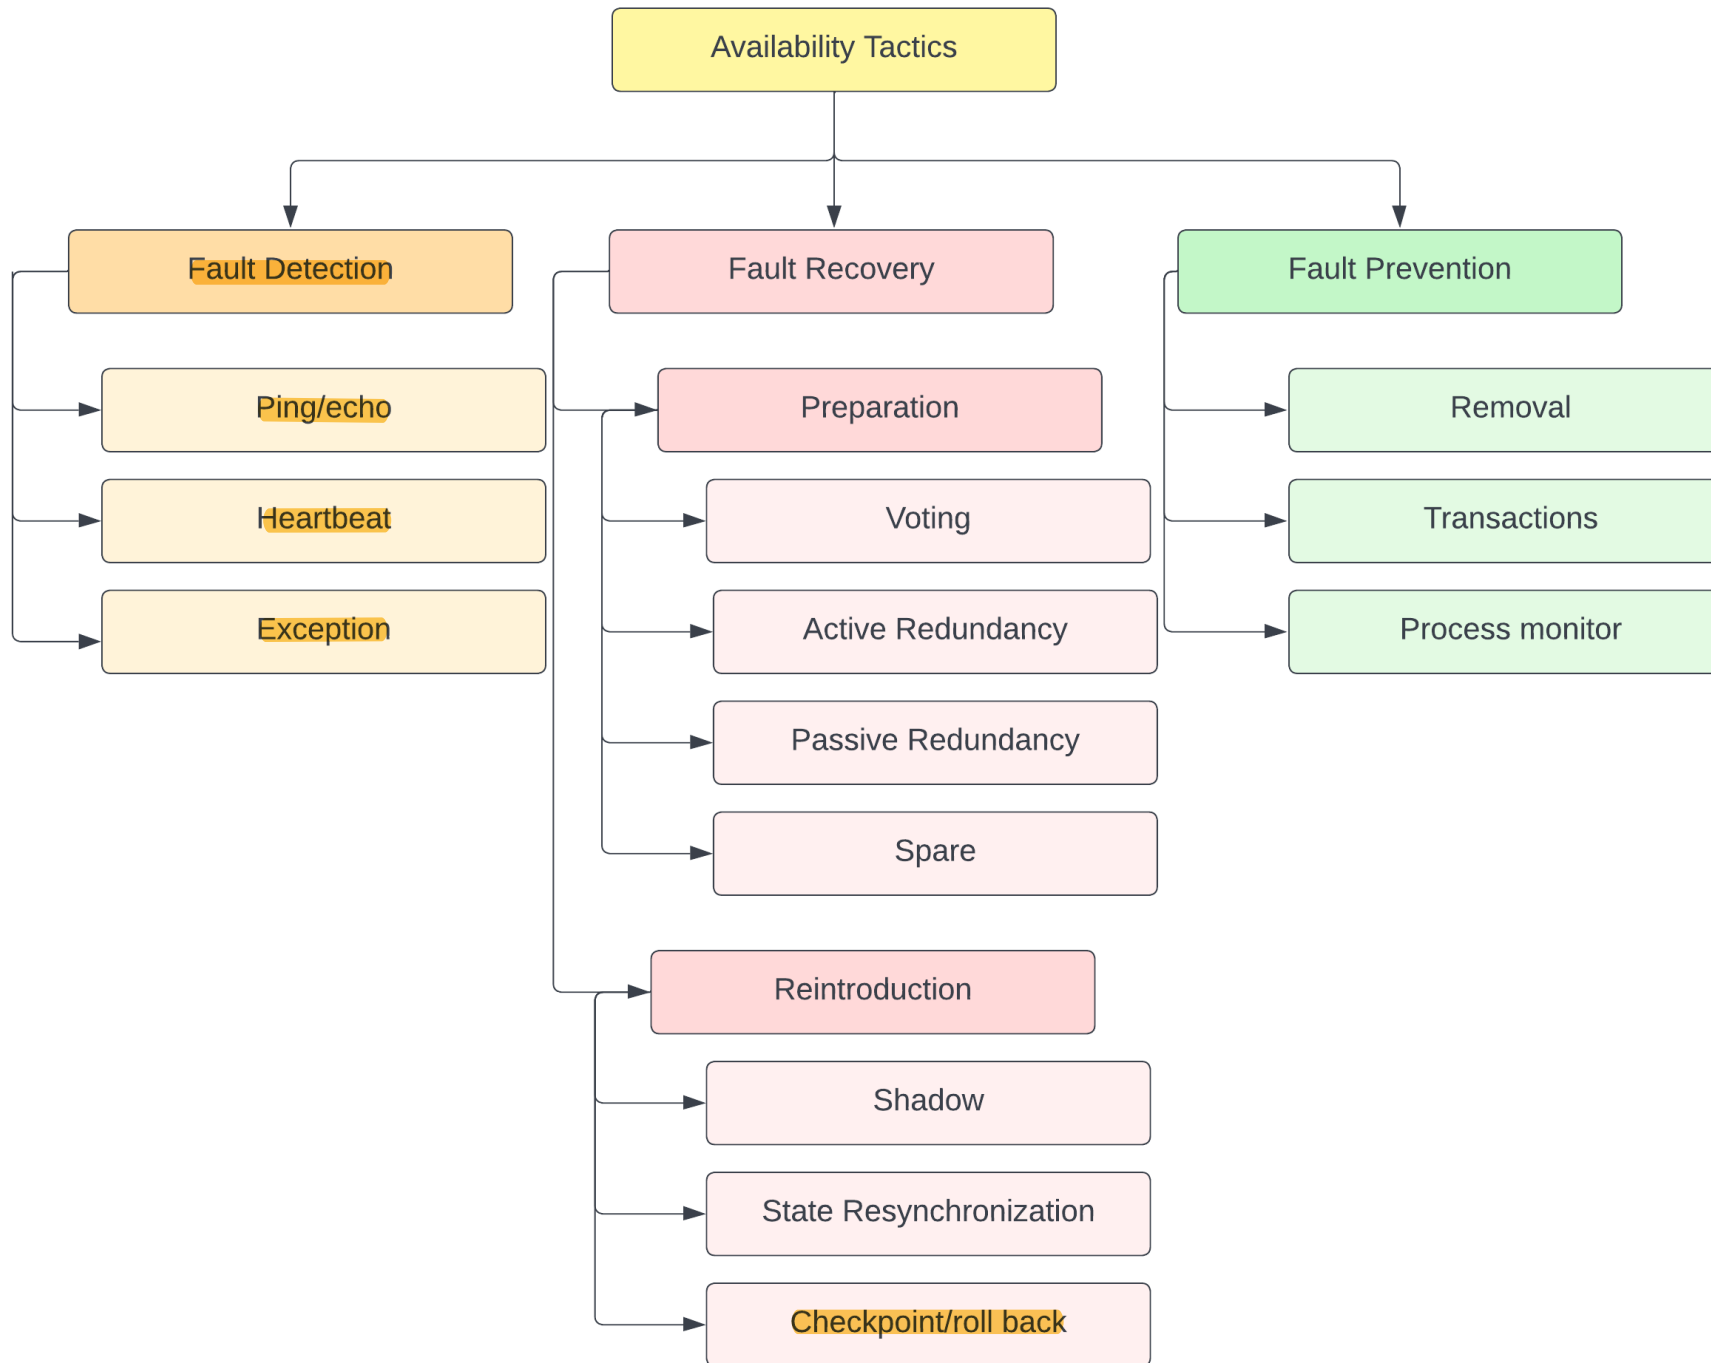 Availability Tactics
Fault Detection
Ping/echo
Heartbeat
Exception
Fault Recovery
Preparation
Voting
Active Redundancy
Passive Redundancy
Spare
Reintroduction
Shadow
State Resynchronization
Checkpoint/roll back
Fault Prevention
Removal
Transactions
Process monitor